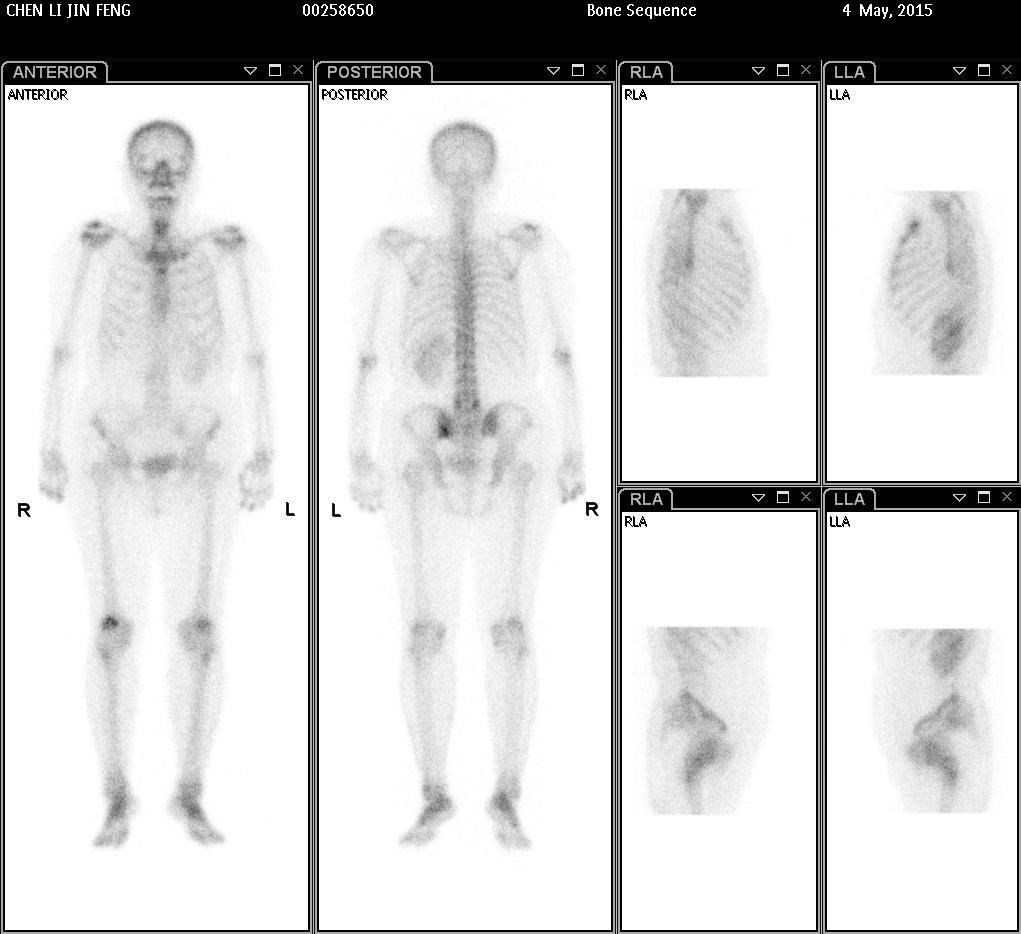 CHEN LI JIN FENG 00258650 Bone Sequence 4 May, 2015
ANTERIOR POSTERIOR RLA LLA
ANTERIOR POSTERIOR RLA LLA
R L L R
RLA LLA
RLA LLA